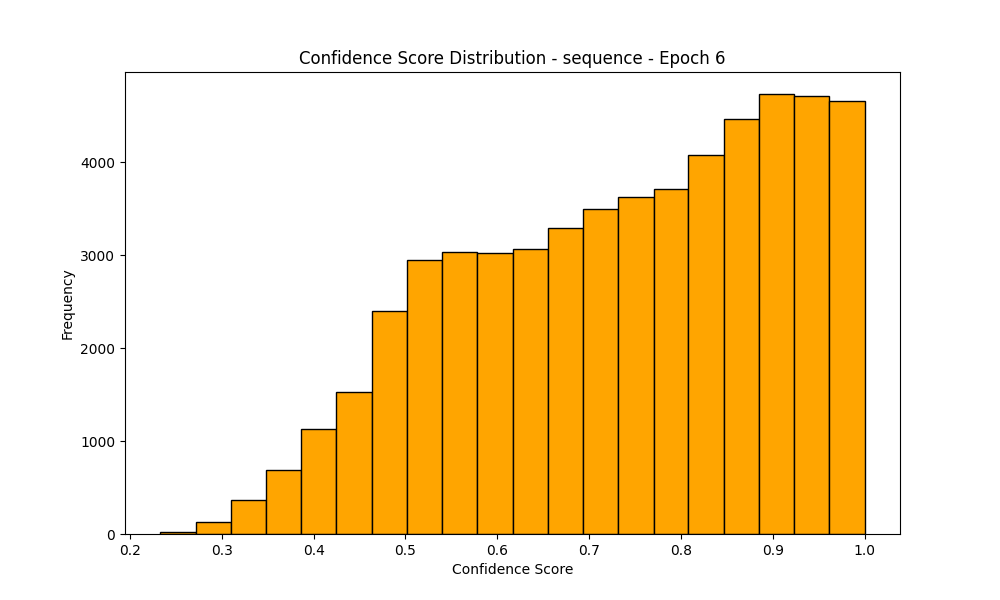 Confidence Score Distribution - sequence - Epoch 6
Frequency
4000
3000
2000
1000
0
0.2 0.3 0.4 0.5 0.6 0.7 0.8 0.9 1.0
Confidence Score